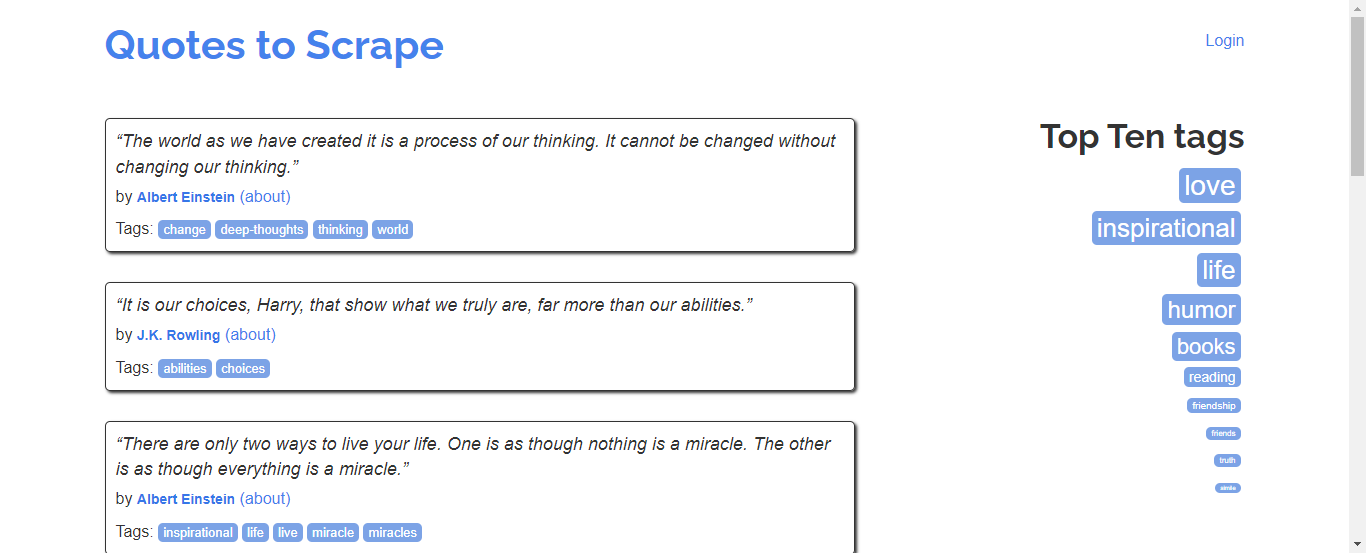 Quotes to Scrape
Login
“The world as we have created it is a process of our thinking. It cannot be changed without
changing our thinking.”
by Albert Einstein (about)
Tags: change deep-thoughts thinking world
“It is our choices, Harry, that show what we truly are, far more than our abilities.”
by J.K. Rowling (about)
Tags: abilities choices
“There are only two ways to live your life. One is as though nothing is a miracle. The other
is as though everything is a miracle.”
by Albert Einstein (about)
Tags: inspirational life live miracle miracles
Top Ten tags
love
inspirational
life
humor
books
reading
friendship
friends
truth
simile